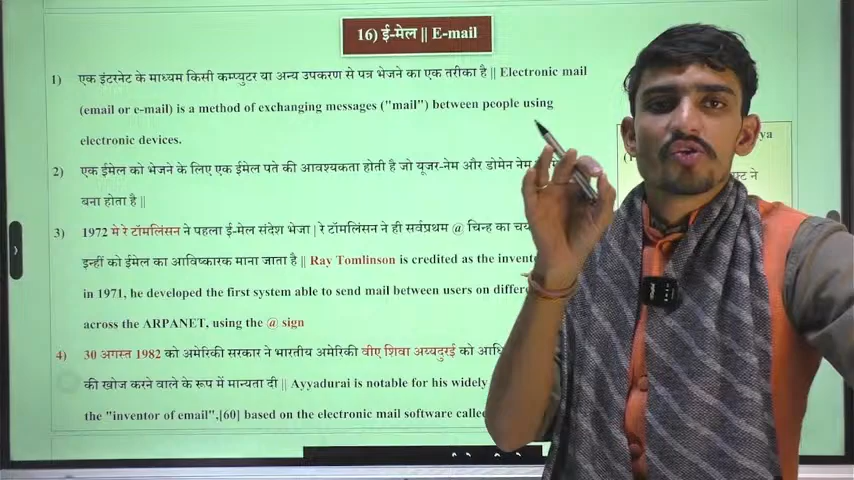 16) ई-मेल || E-mail
1) एक इंटरनेट के माध्यम किसी कम्प्युटर या अन्य उपकरण से पत्र भेजने का एक तरीका है || Electronic mail
(email or e-mail) is a method of exchanging messages ("mail") between people using
electronic devices.
2) एक ईमेल को भेजने के लिए एक ईमेल पते की आवश्यकता होती है जो यूजर-नेम और डोमेन नेम
बना होता है ||
3) 1972 मे रे टॉमलिंसन ने पहला ई-मेल संदेश भेजा | रे टॉमलिंसन ने ही सर्वप्रथम @ चिन्ह का
इन्हीं को ईमेल का आविष्कारक माना जाता है || Ray Tomlinson is credited as the
in 1971, he developed the first system able to send mail between users on
across the ARPANET, using the @ sign
4) 30 अगस्त 1982 को अमेरिकी सरकार ने भारतीय अमेरिकी वीए शिवा अय्यदुरई को
की खोज करने वाले के रूप में मान्यता दी || Ayyadurai is notable for his widely
the "inventor of email",[60] based on the electronic mail software
ने